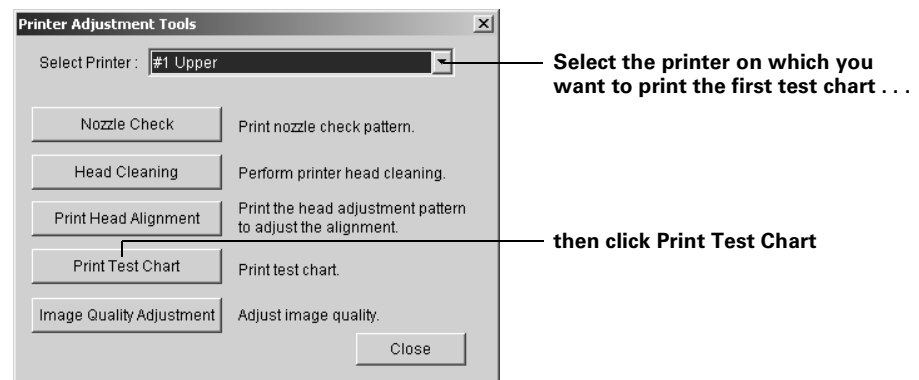 Printer Adjustment Tools
Select Printer : #1 Upper
Select the printer on which you
want to print the first test chart . . .
Nozzle Check Print nozzle check pattern.
Head Cleaning Perform printer head cleaning.
Print Head Alignment Print the head adjustment pattern
to adjust the alignment.
then click Print Test Chart
Print Test Chart Print test chart.
Image Quality Adjustment Adjust image quality.
Close